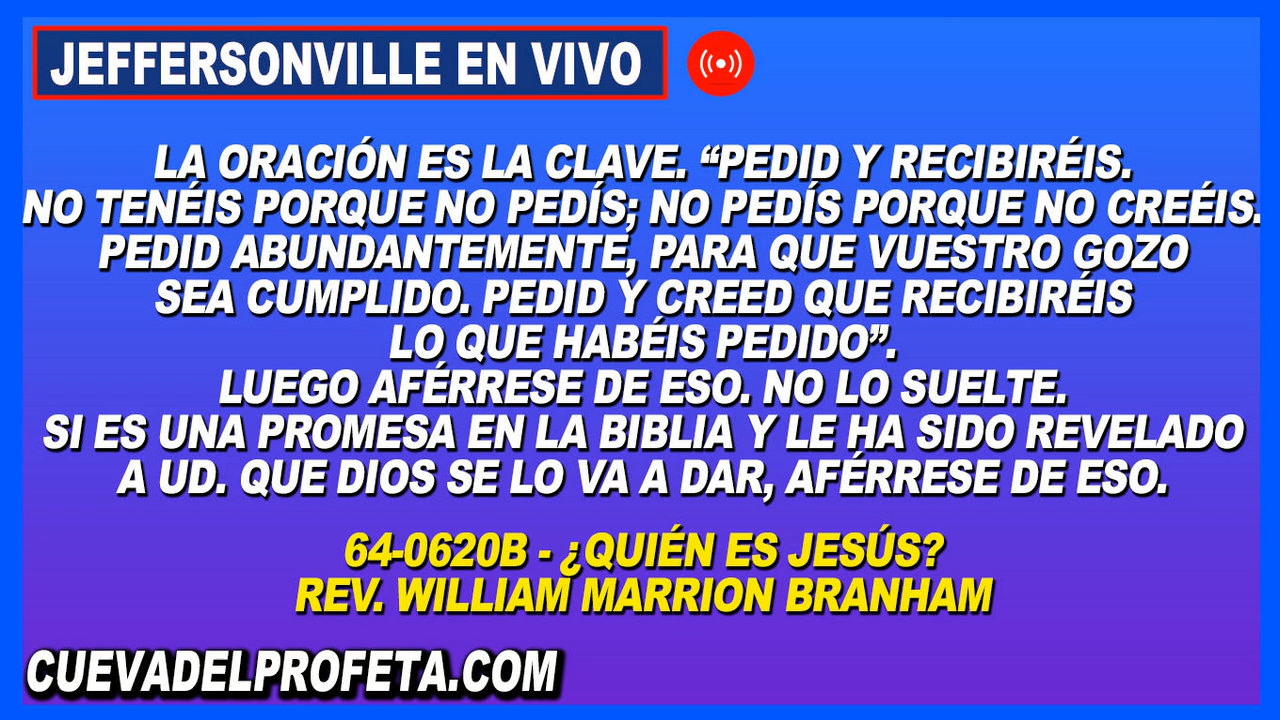 JEFFERSONVILLE EN VIVO
LA ORACIÓN ES LA CLAVE. “PEDID Y RECIBIRÉIS.
NO TENÉIS PORQUE NO PEDÍS; NO PEDÍS PORQUE NO CREÉIS.
PEDID ABUNDANTEMENTE, PARA QUE VUESTRO GOZO
SEA CUMPLIDO. PEDID Y CREED QUE RECIBIRÉIS
LO QUE HABÉIS PEDIDO”.
LUEGO AFÉRRESE DE ESO. NO LO SUELTE.
SI ES UNA PROMESA EN LA BIBLIA Y LE HA SIDO REVELADO
A UD. QUE DIOS SE LO VA A DAR, AFÉRRESE DE ESO.
64-0620B - ¿QUIÉN ES JESÚS?
REV. WILLIAM MARRION BRANHAM
CUEVADELPROFETA.COM